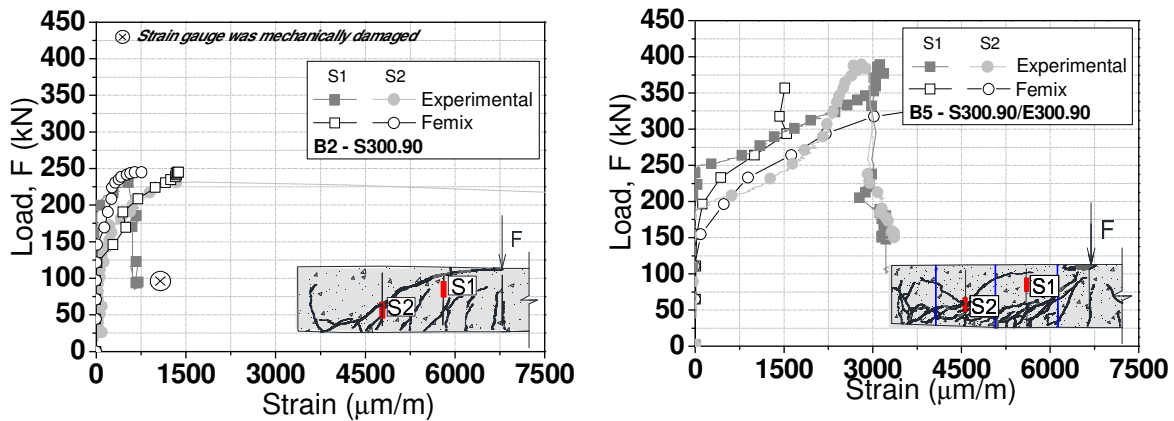 450
400
350
300
250
200
150
100
50
0
Load, F (kN)
Strain gauge was mechanically damaged
S1 S2
Experimental
Femix
B2 - S300.90
F
S1
S2
0 1500 3000 4500 6000 7500
Strain (μm/m)
450
400
350
300
250
200
150
100
50
0
Load, F (kN)
S1 S2
Experimental
Femix
B5 - S300.90/E300.90
F
S1
S2
0 1500 3000 4500 6000 7500
Strain (μm/m)